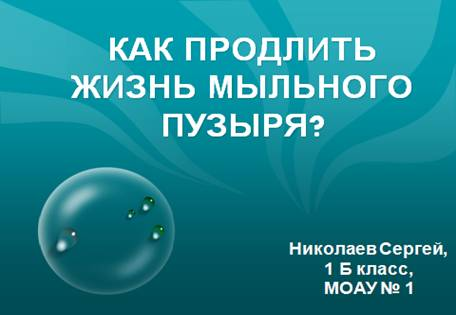 КАК ПРОДЛИТЬ
ЖИЗНЬ МЫЛЬНОГО
ПУЗЫРЯ?
Николаев Сергей,
1 Б класс,
МОАУ № 1